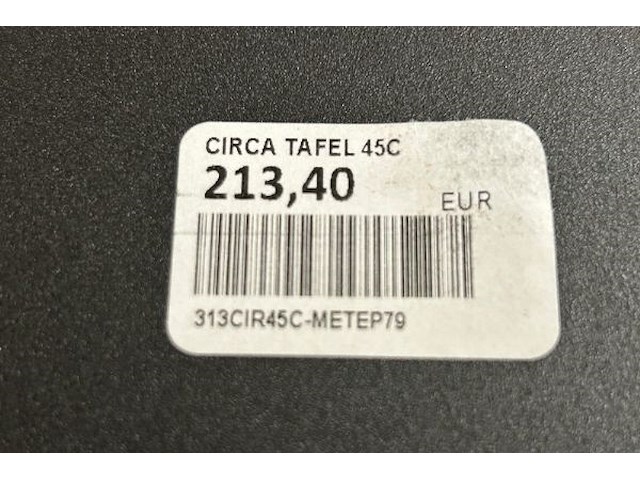 CIRCA TAFEL 45C
213,40
EUR
313CIR45C-METEP79